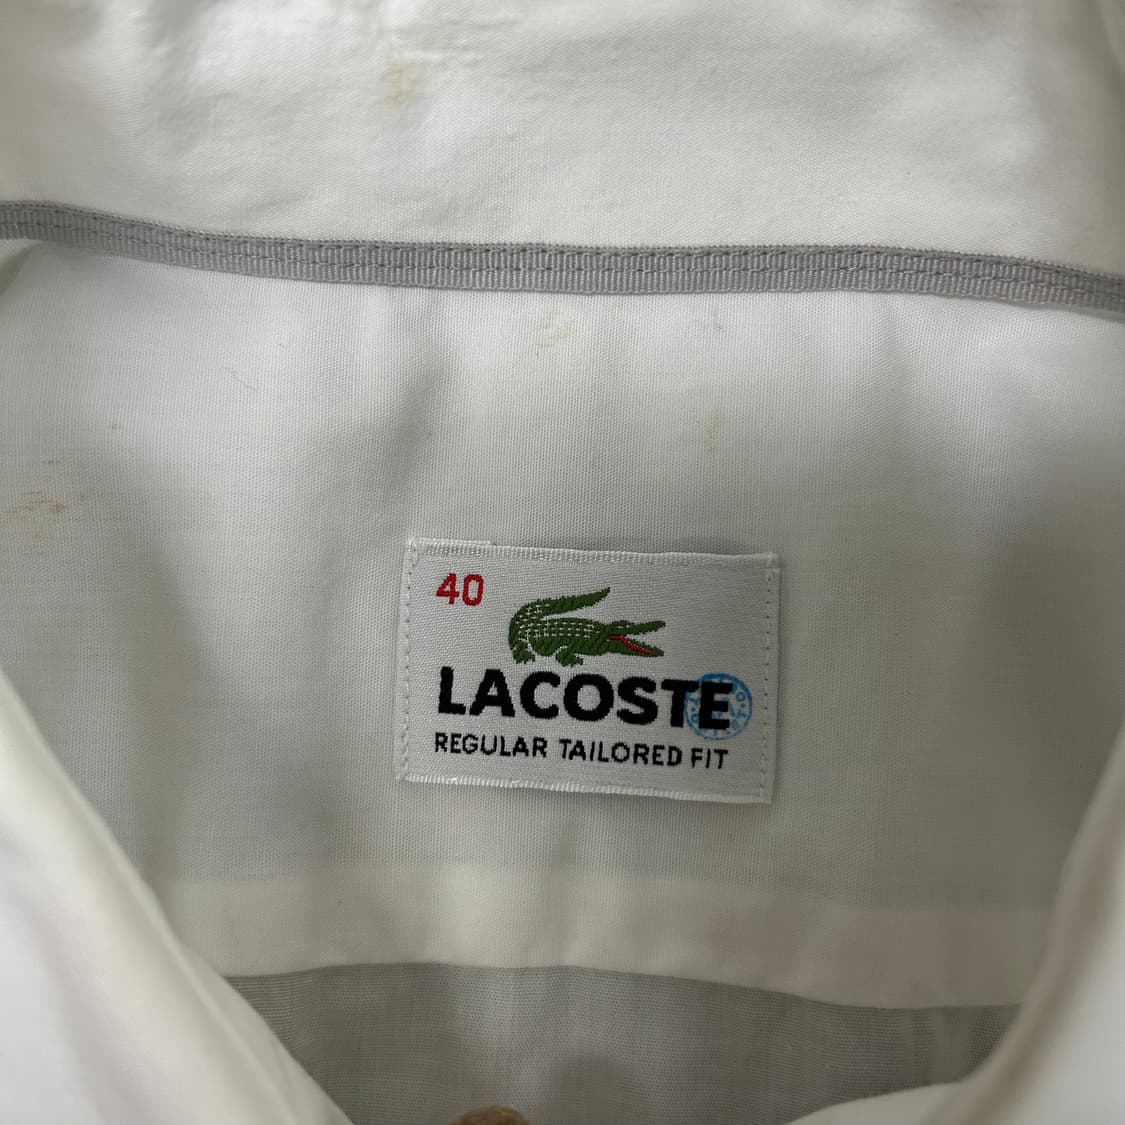 40
LACOSTE
REGULAR TAILORED FIT